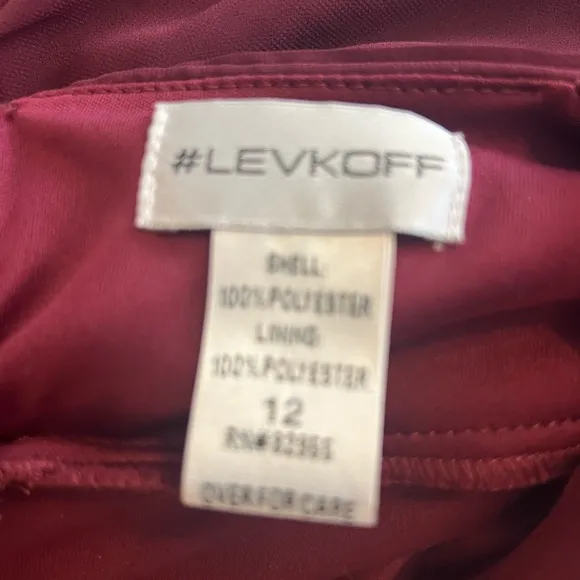 #LEVKOFF
SHELL:
100% POLYESTER
LINING:
100% POLYESTER
12
OVER FOR CARE